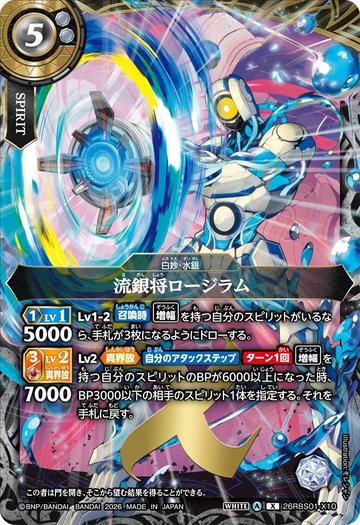 5
SPIRIT
白妙・水銀
流銀将ロージラム
1 LV1 5000
Lv1-2 召喚時 増幅を持つ自分のスピリットがいるなら、手札が3枚になるようにドローする。
3 LV2 真界放 7000
Lv2 真界放 自分のアタックステップ ターン1回 増幅を
持つ自分のスピリットのBPが6000以上になった時、
BP3000以下の相手のスピリット1体を指定する。それを
手札に戻す。
この者は門を開き、そこから望む結果を得ることができる。
WHITE A X 26RBS01-X10
©BNP/BANDAI BANDAI 2026 MADE IN JAPAN